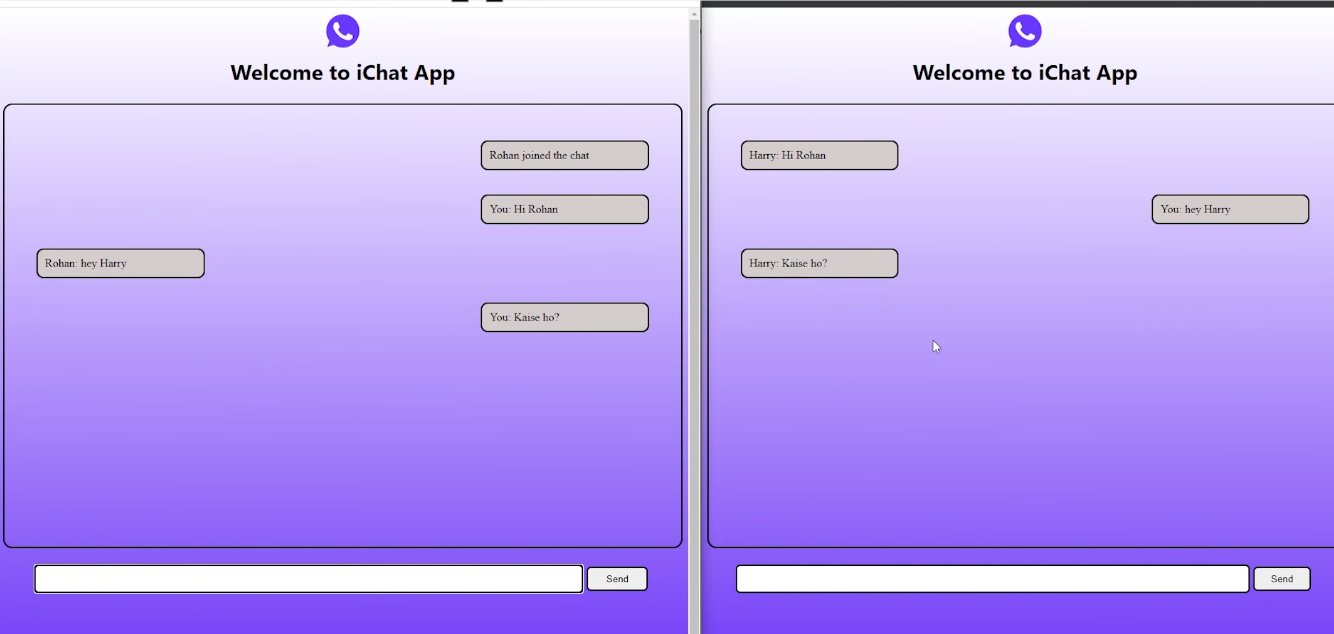 Welcome to iChat App
Rohan joined the chat
You: Hi Rohan
Rohan: hey Harry
You: Kaise ho?
Send
Welcome to iChat App
Harry: Hi Rohan
You: hey Harry
Harry: Kaise ho?
Send